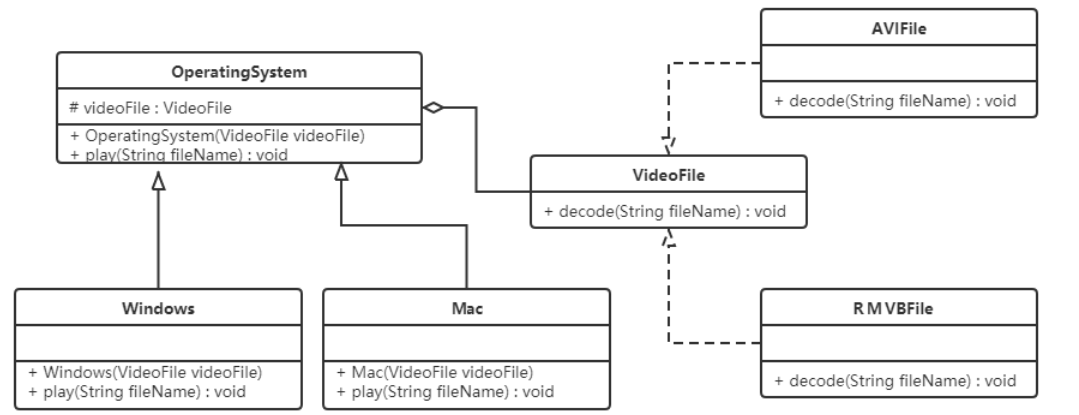 OperatingSystem
# videoFile : VideoFile
+ OperatingSystem(VideoFile videoFile)
+ play(String fileName) : void
AVIFile
+ decode(String fileName) : void
VideoFile
+ decode(String fileName) : void
Windows
+ Windows(VideoFile videoFile)
+ play(String fileName) : void
Mac
+ Mac(VideoFile videoFile)
+ play(String fileName) : void
RMVBFile
+ decode(String fileName) : void